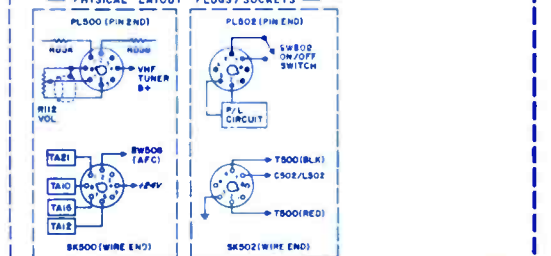 PHYSICAL LAYOUT PLUGS/SOCKETS
PL500 (PIN END)
VHF
TUNER
B+
R112
VOL
PL502 (PIN END)
SW502
ON/OFF
SWITCH
P/L
CIRCUIT
TA21
TA10
TA16
TA12
SW506
(AFC)
+24V
SK500 (WIRE END)
T500(BLK)
C502/L502
T500(RED)
SK502 (WIRE END)